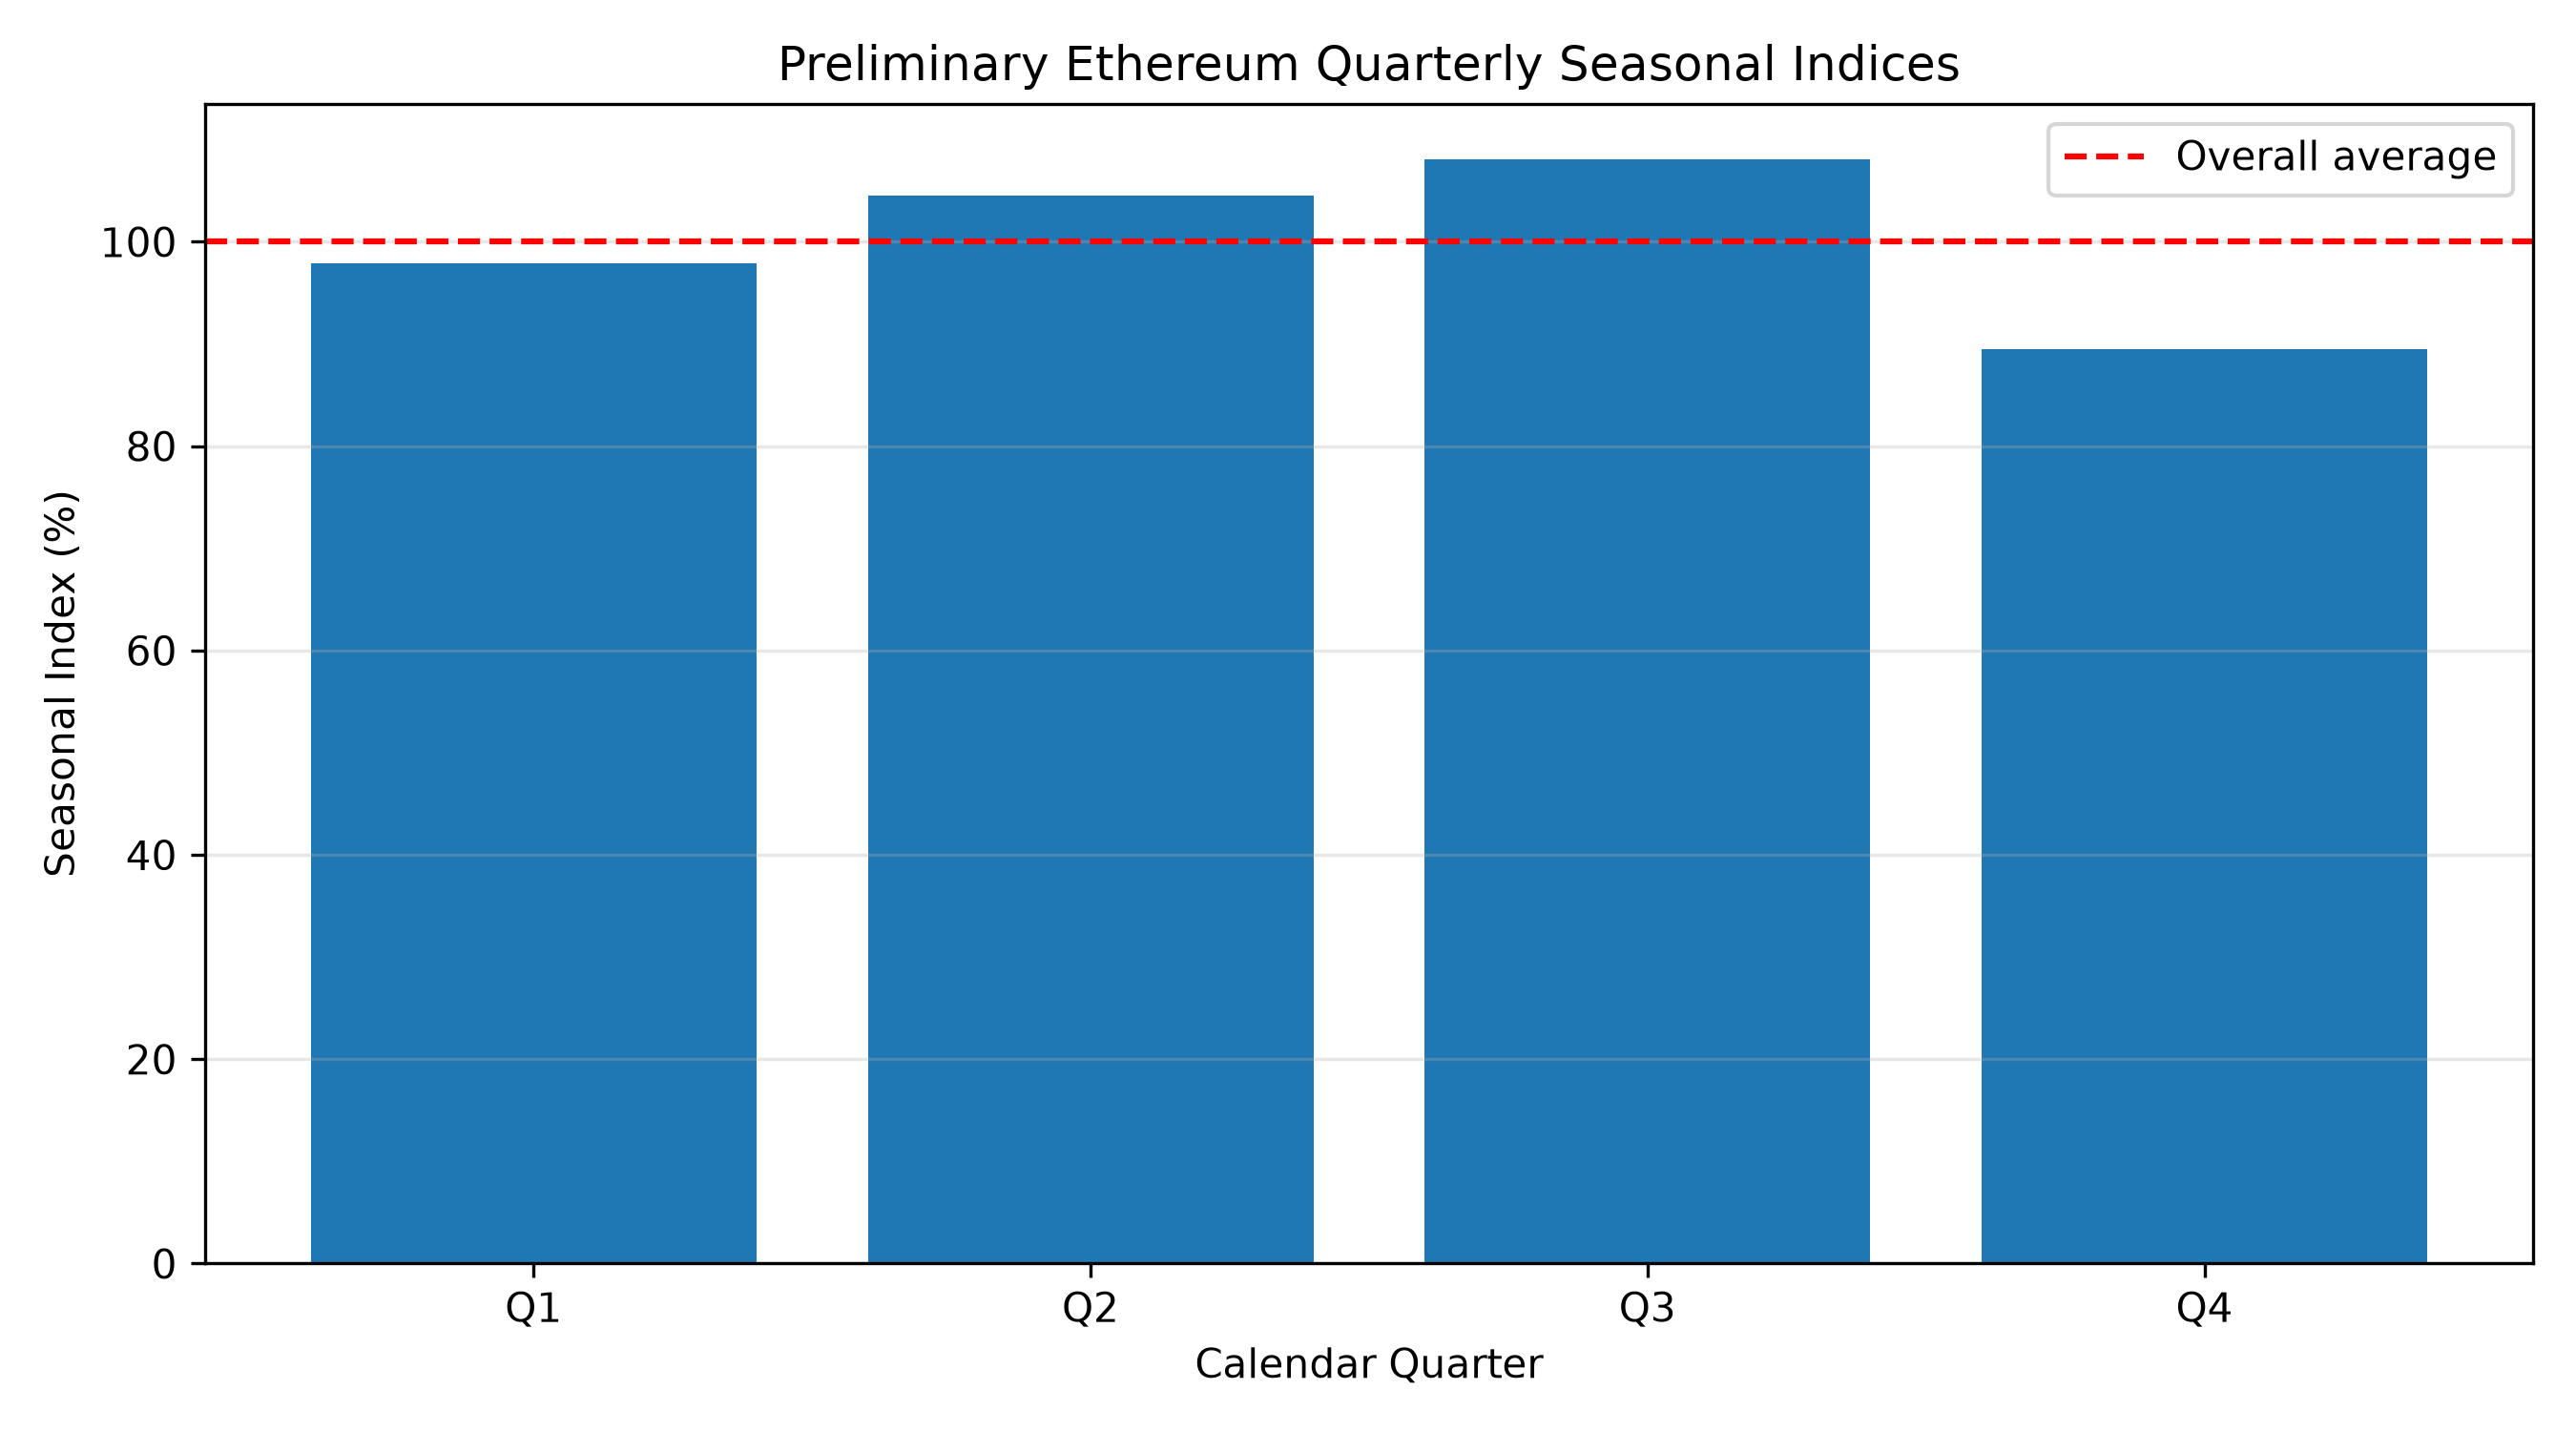 Preliminary Ethereum Quarterly Seasonal Indices
Overall average
100
80
60
40
20
0
Seasonal Index (%)
Q1 Q2 Q3 Q4
Calendar Quarter